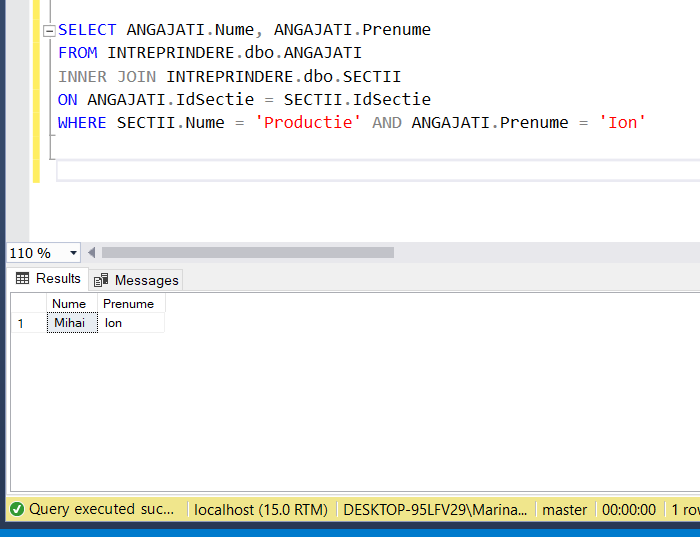 SELECT ANGAJATI.Nume, ANGAJATI.Prenume
FROM INTREPRINDERE.dbo.ANGAJATI
INNER JOIN INTREPRINDERE.dbo.SECTII
ON ANGAJATI.IdSectie = SECTII.IdSectie
WHERE SECTII.Nume = 'Productie' AND ANGAJATI.Prenume = 'Ion'
110 %
Results Messages
Nume Prenume
1 Mihai Ion
Query executed suc... localhost (15.0 RTM) DESKTOP-95LFV29\Marina... master 00:00:00 1 row